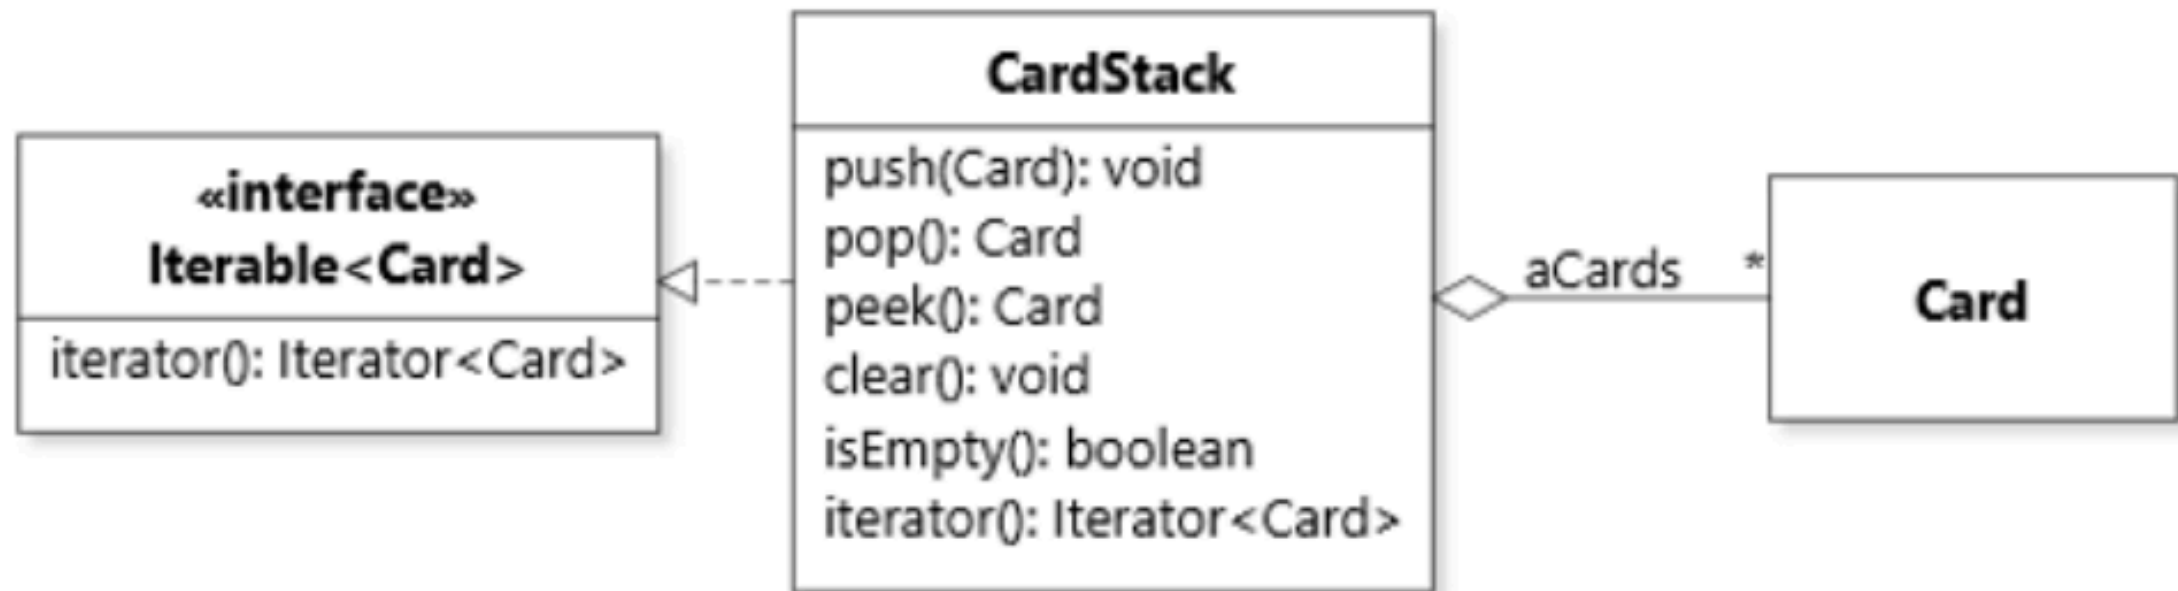 «interface»
Iterable<Card>
iterator(): Iterator<Card>
CardStack
push(Card): void
pop(): Card
peek(): Card
clear(): void
isEmpty(): boolean
iterator(): Iterator<Card>
aCards *
Card